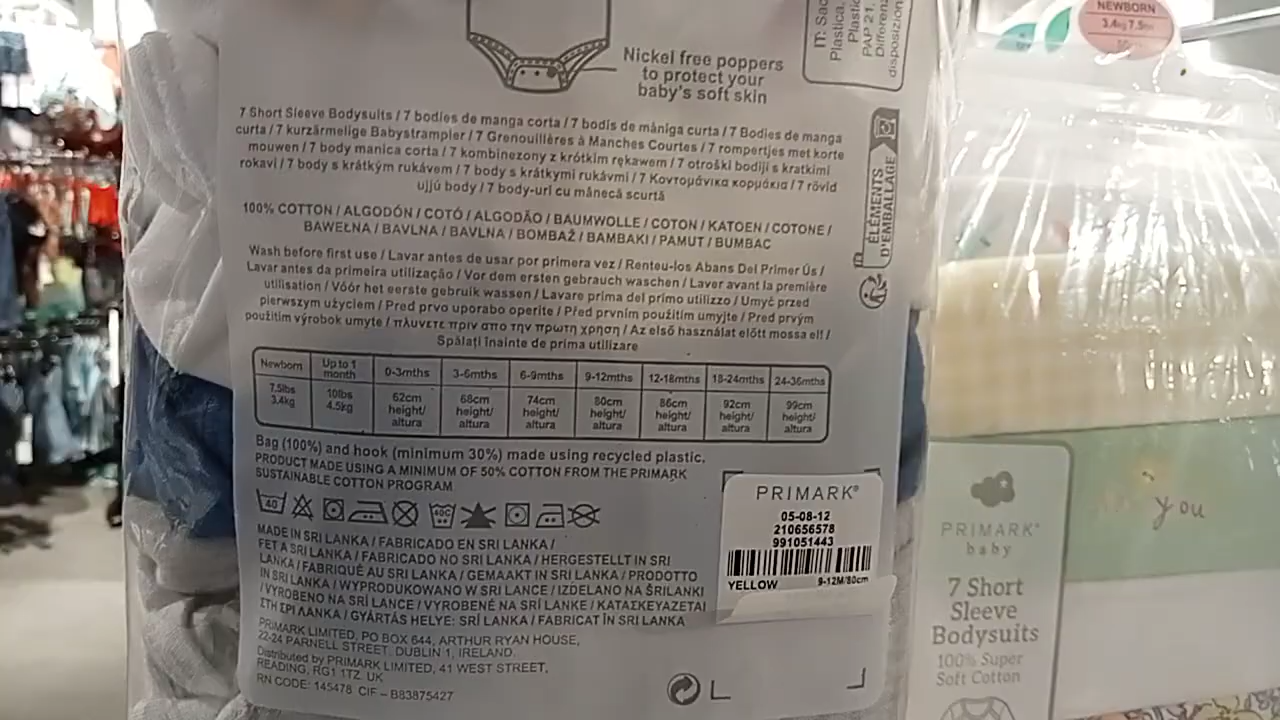 NEWBORN
3.4kg 7.5lbs
IT: Sac
Plastica,
Plastic
PAP 21.
Differenz
disposizion
Nickel free poppers
to protect your
baby's soft skin
7 Short Sleeve Bodysuits / 7 bodies de manga corta / 7 bodis de màniga curta / 7 Bodies de manga
curta / 7 kurzärmelige Babystrampler / 7 Grenouillères à Manches Courtes / 7 rompertjes met korte
mouwen / 7 body manica corta / 7 kombinezony z krótkim rękawem / 7 otroški bodiji s kratkimi
rokavi / 7 body s krátkým rukávem / 7 body s krátkymi rukávmi / 7 Κοντομάνικα κορμάκια / 7 rövid
ujjú body / 7 body-uri cu mânecă scurtă
100% COTTON / ALGODÓN / COTÓ / ALGODÃO / BAUMWOLLE / COTON / KATOEN / COTONE /
BAWEŁNA / BAVLNA / BAVLNA / BOMBAŽ / BAMBAKI / PAMUT / BUMBAC
ÉLÉMENTS
D'EMBALLAGE
Wash before first use / Lavar antes de usar por primera vez / Renteu-los Abans Del Primer Ús /
Lavar antes da primeira utilização / Vor dem ersten gebrauch waschen / Laver avant la première
utilisation / Vóór het eerste gebruik wassen / Lavare prima del primo utilizzo / Umyć przed
pierwszym użyciem / Pred prvo uporabo operite / Před prvním použitím umyjte / Pred prvým
použitím výrobok umyte / πλυνετε πριν απο την πρωτη χρηση / Az első használat előtt mossa el! /
Spălați înainte de prima utilizare
Newborn Up to 1 month 0-3mths 3-6mths 6-9mths 9-12mths 12-18mths 18-24mths 24-36mths
7.5lbs 3.4kg 10lbs 4.5kg 62cm height/ altura 68cm height/ altura 74cm height/ altura 80cm height/ altura 86cm height/ altura 92cm height/ altura 99cm height/ altura
Bag (100%) and hook (minimum 30%) made using recycled plastic.
PRODUCT MADE USING A MINIMUM OF 50% COTTON FROM THE PRIMARK
SUSTAINABLE COTTON PROGRAM
40 40C
MADE IN SRI LANKA / FABRICADO EN SRI LANKA /
FET A SRI LANKA / FABRICADO NO SRI LANKA / HERGESTELLT IN SRI
LANKA / FABRIQUÉ AU SRI LANKA / GEMAAKT IN SRI LANKA / PRODOTTO
IN SRI LANKA / WYPRODUKOWANO W SRI LANCE / IZDELANO NA ŠRILANKI
/ VYROBENO NA SRÍ LANCE / VYROBENÉ NA SRÍ LANKE / ΚΑΤΑΣΚΕΥΑΖΕΤΑΙ
ΣΤΗ ΣΡΙ ΛΑΝΚΑ / GYÁRTÁS HELYE: SRÍ LANKA / FABRICAT ÎN SRI LANKA
PRIMARK LIMITED, PO BOX 644, ARTHUR RYAN HOUSE,
22-24 PARNELL STREET, DUBLIN 1, IRELAND.
Distributed by PRIMARK LIMITED, 41 WEST STREET,
READING, RG1 1TZ, UK
RN CODE: 145478 CIF – B83875427
PRIMARK®
05-08-12
210656578
991051443
YELLOW 9-12M/80cm
you
PRIMARK®
baby
7 Short
Sleeve
Bodysuits
100% Super
Soft Cotton